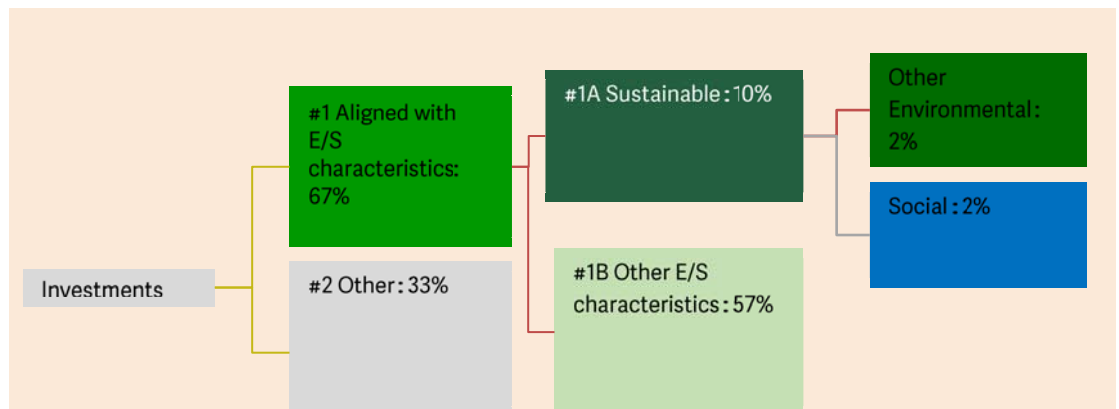 Investments
#1 Aligned with
E/S
characteristics:
67%
#2 Other: 33%
#1A Sustainable: 10%
#1B Other E/S
characteristics: 57%
Other
Environmental:
2%
Social: 2%